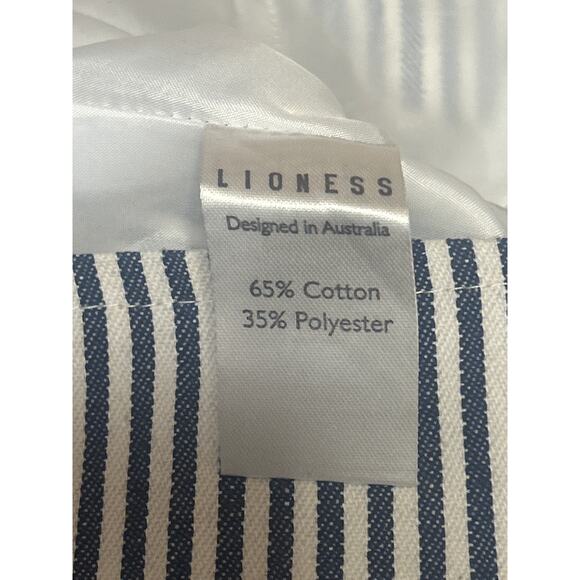 LIONESS
Designed in Australia
65% Cotton
35% Polyester